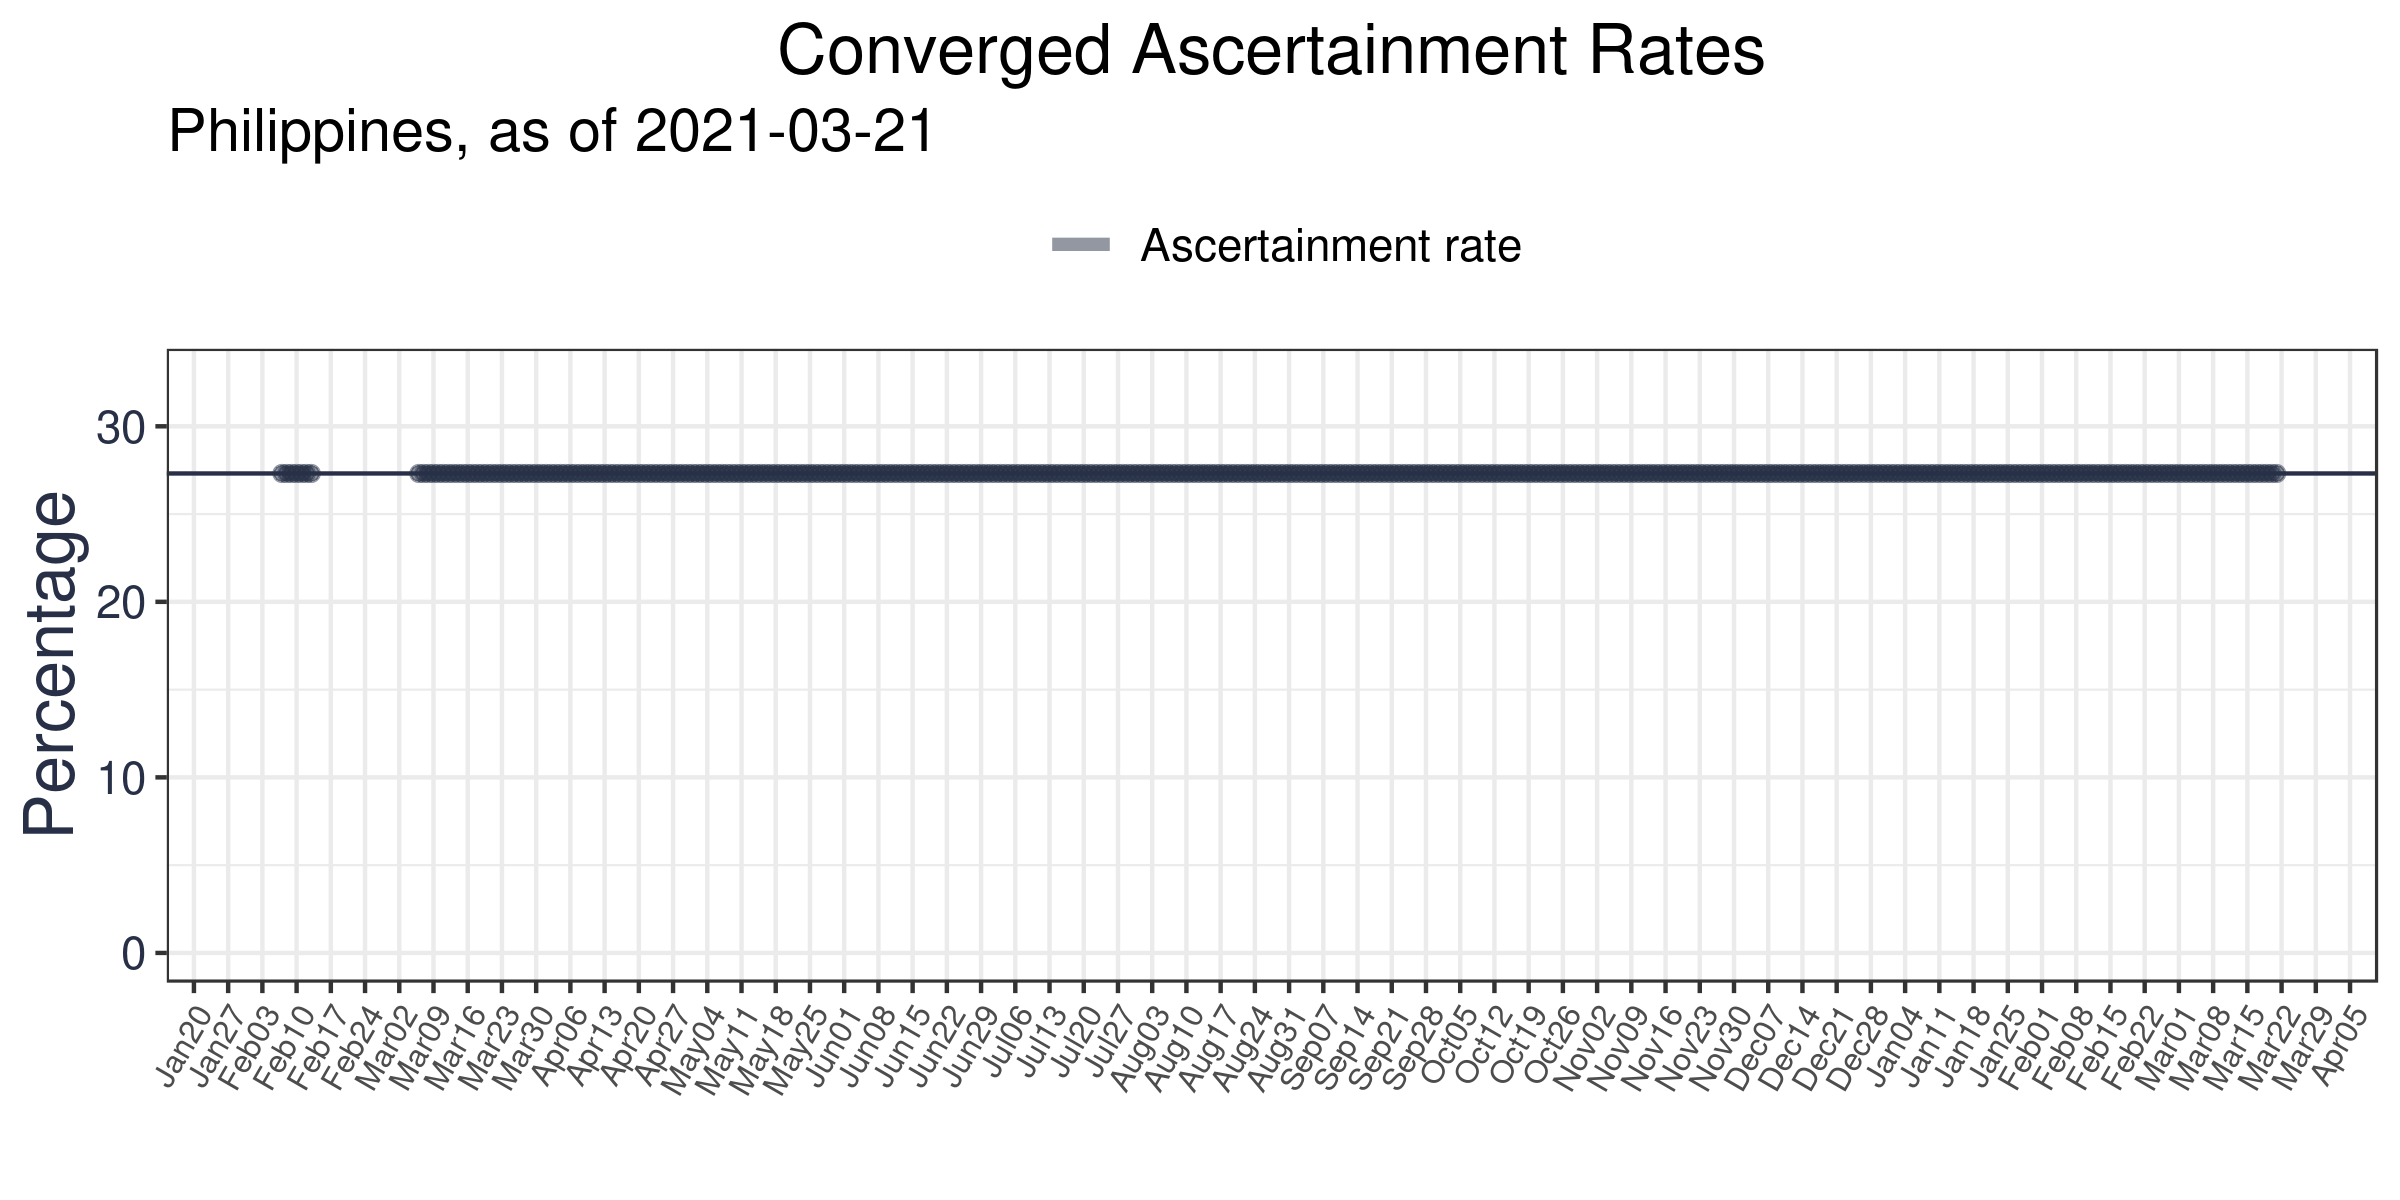 Converged Ascertainment Rates
Philippines, as of 2021-03-21
Ascertainment rate
Percentage
30
20
10
0
Jan20 Jan27 Feb03 Feb10 Feb17 Feb24 Mar02 Mar09 Mar16 Mar23 Mar30 Apr06 Apr13 Apr20 Apr27 May04 May11 May18 May25 Jun01 Jun08 Jun15 Jun22 Jun29 Jul06 Jul13 Jul20 Jul27 Aug03 Aug10 Aug17 Aug24 Aug31 Sep07 Sep14 Sep21 Sep28 Oct05 Oct12 Oct19 Oct26 Nov02 Nov09 Nov16 Nov23 Nov30 Dec07 Dec14 Dec21 Dec28 Jan04 Jan11 Jan18 Jan25 Feb01 Feb08 Feb15 Feb22 Mar01 Mar08 Mar15 Mar22 Mar29 Apr05